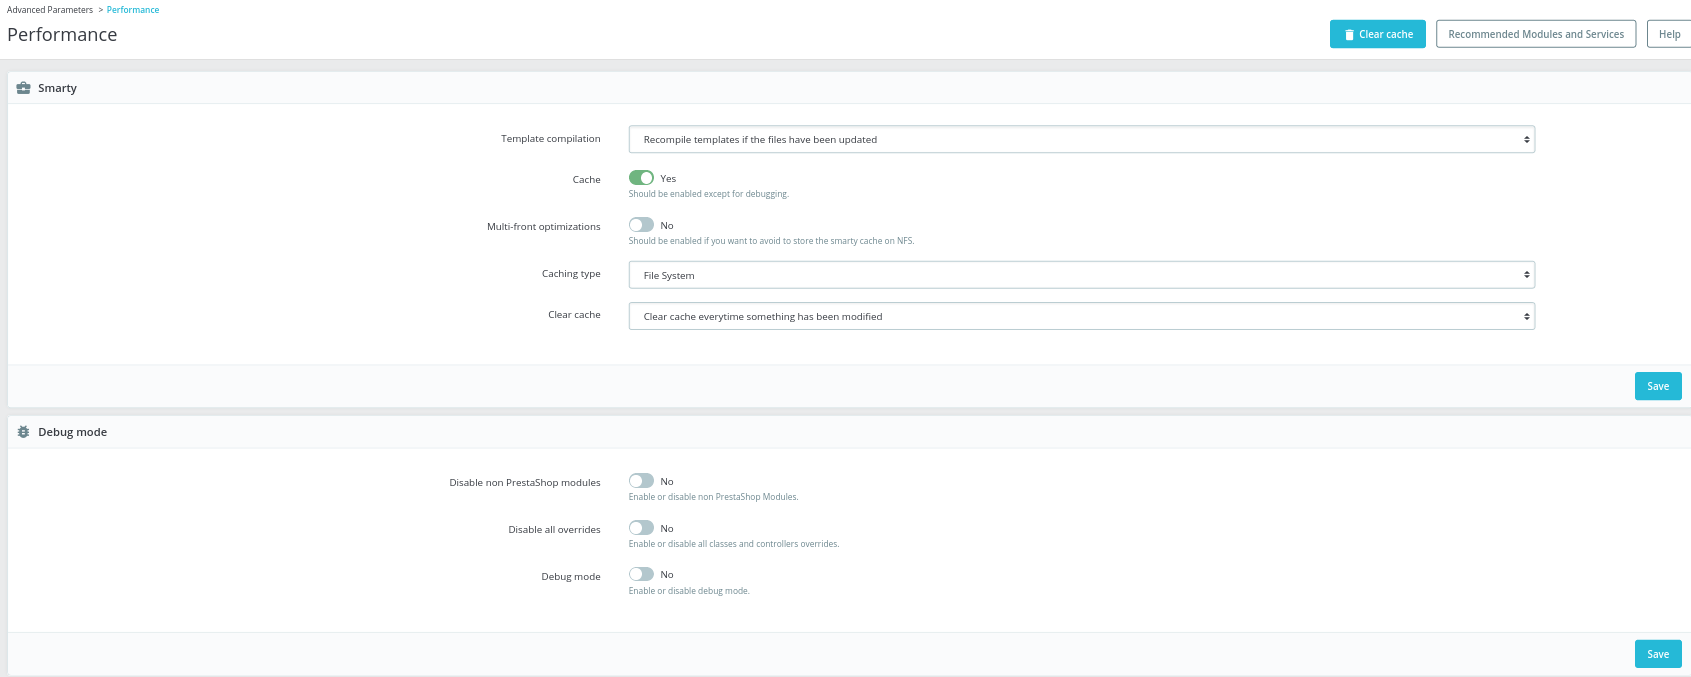 Advanced Parameters > Performance
Performance
Clear cache
Recommended Modules and Services
Help
Smarty
Template compilation
Recompile templates if the files have been updated
Cache
Yes
Should be enabled except for debugging.
Multi-front optimizations
No
Should be enabled if you want to avoid to store the smarty cache on NFS.
Caching type
File System
Clear cache
Clear cache everytime something has been modified
Save
Debug mode
Disable non PrestaShop modules
No
Enable or disable non PrestaShop Modules.
Disable all overrides
No
Enable or disable all classes and controllers overrides.
Debug mode
No
Enable or disable debug mode.
Save